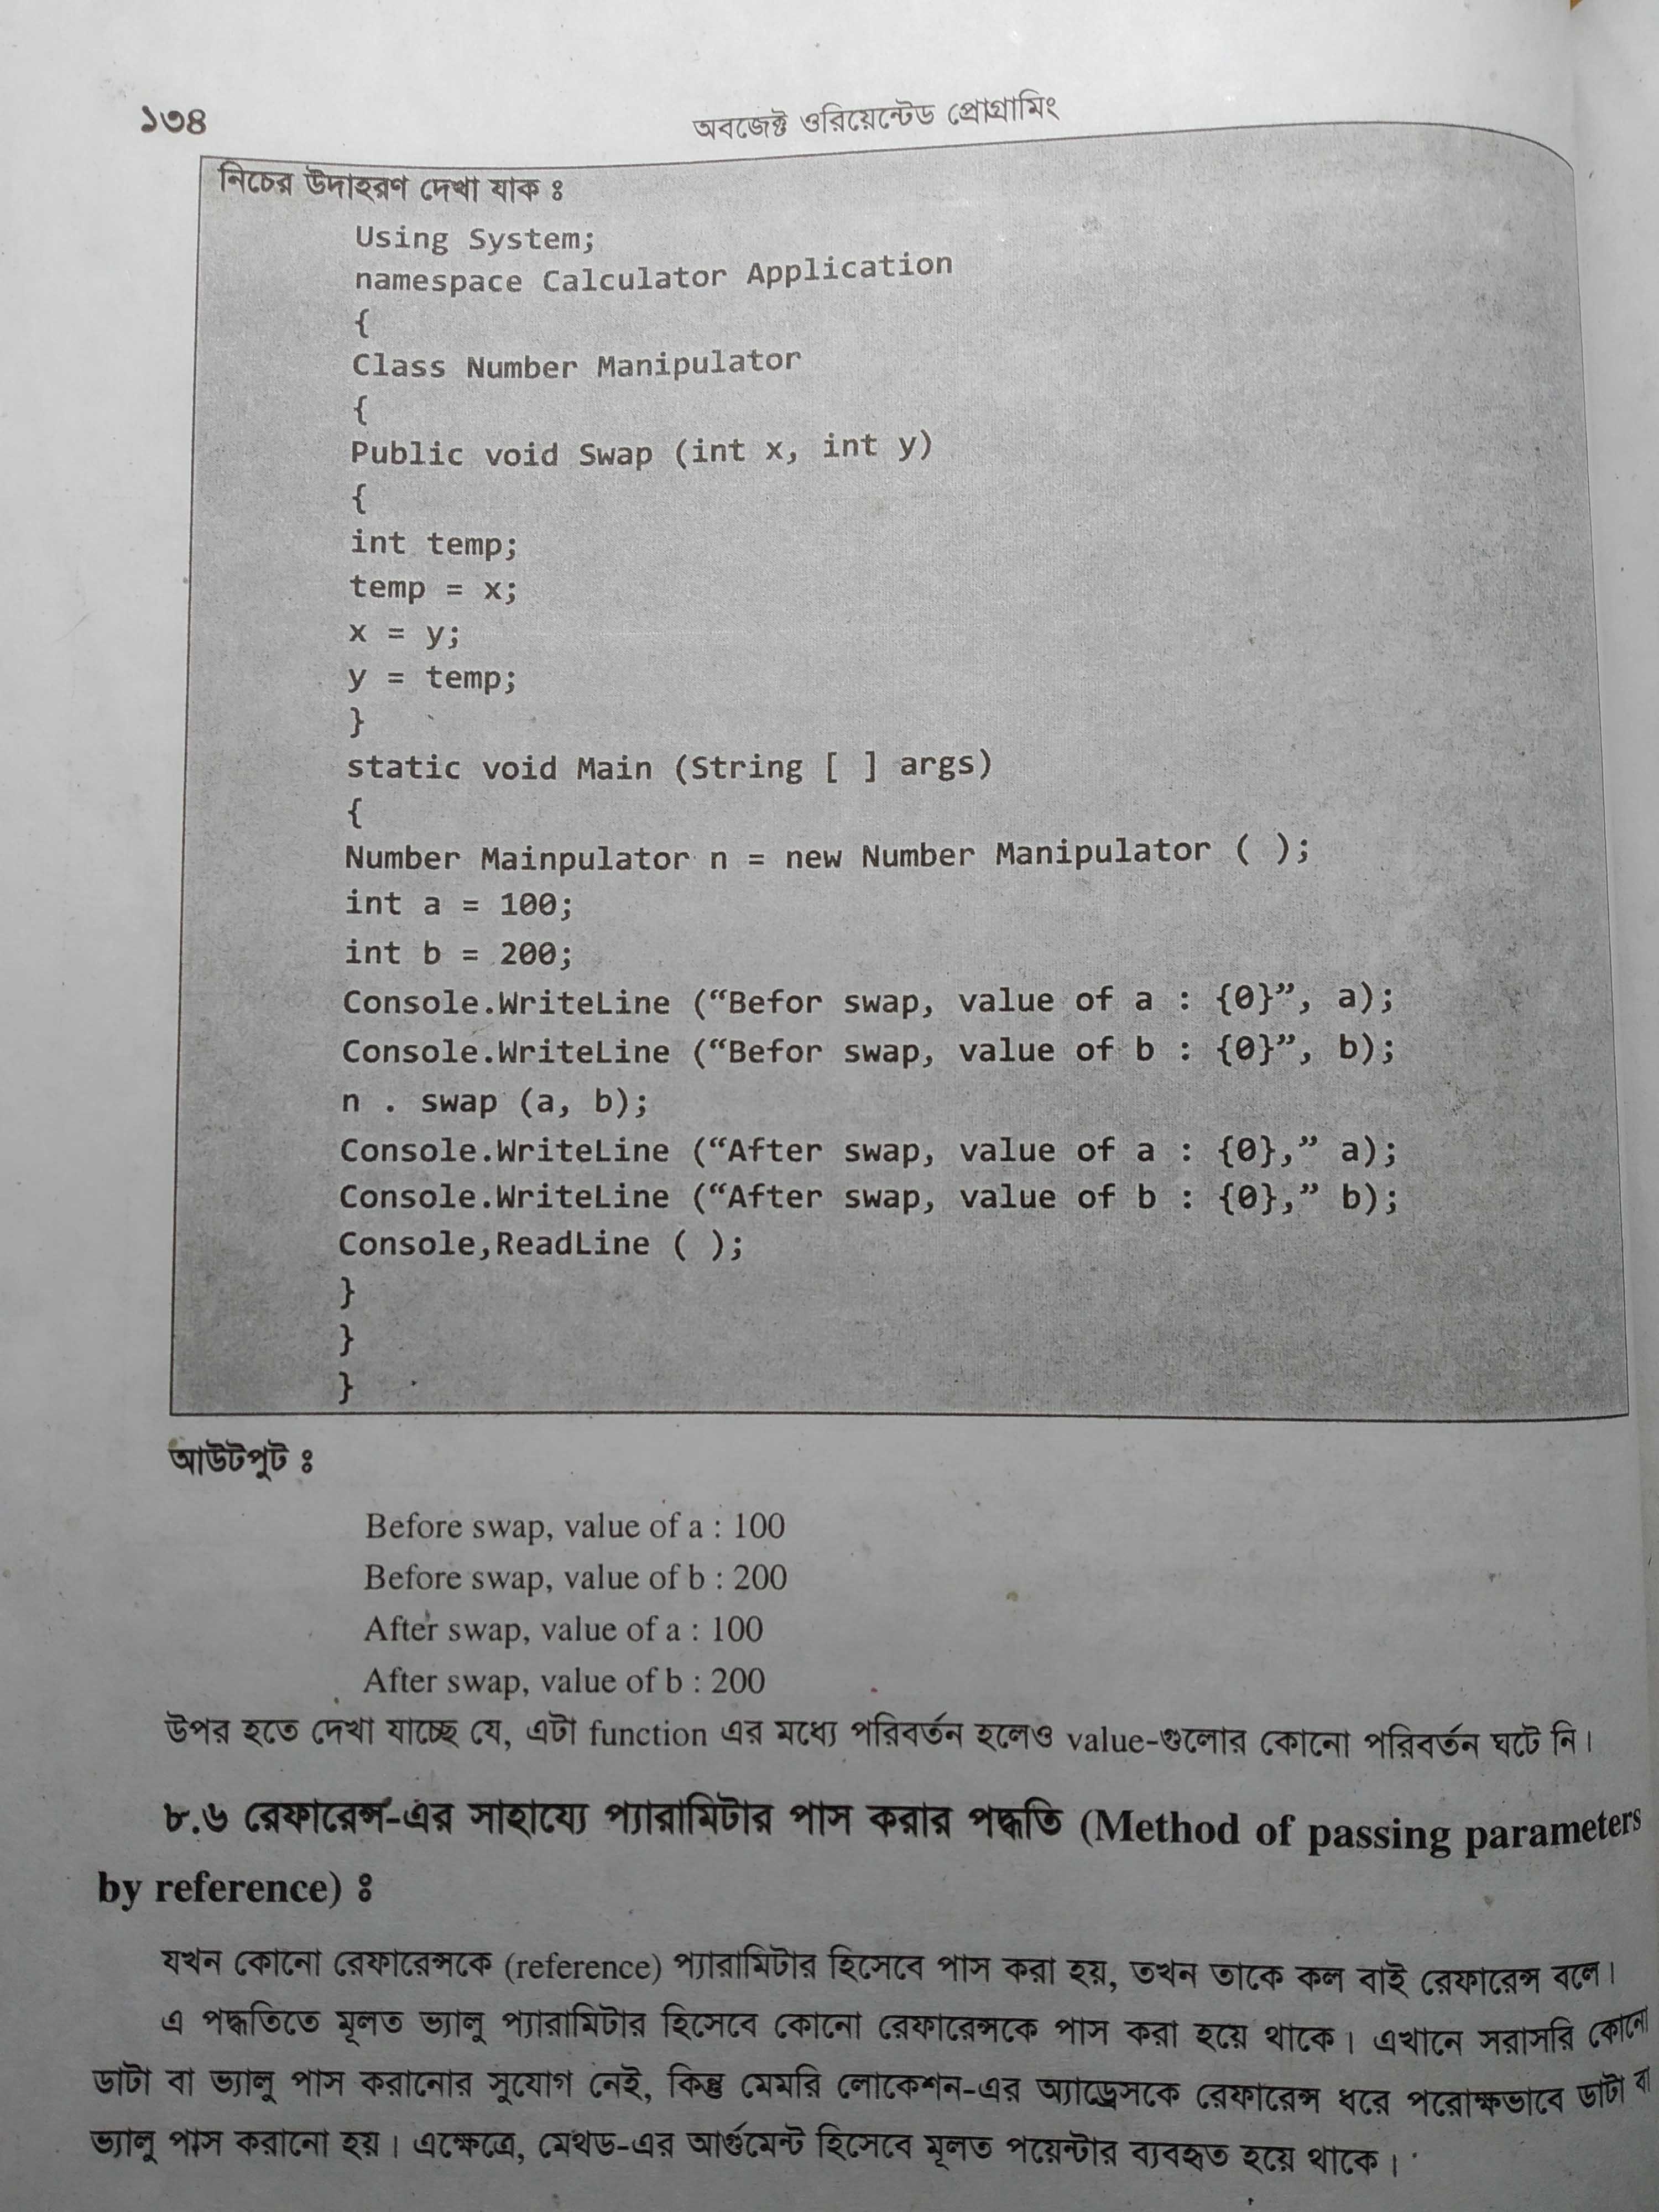 ১৩৪
অবজেক্ট ওরিয়েন্টেড প্রোগ্রামিং
নিচের উদাহরণ দেখা যাক ঃ
Using System;
namespace Calculator Application
{
Class Number Manipulator
{
Public void Swap (int x, int y)
{
int temp;
temp = x;
x = y;
y = temp;
}
static void Main (String [ ] args)
{
Number Mainpulator n = new Number Manipulator ( );
int a = 100;
int b = 200;
Console.WriteLine (“Befor swap, value of a : {0}”, a);
Console.WriteLine (“Befor swap, value of b : {0}”, b);
n . swap (a, b);
Console.WriteLine (“After swap, value of a : {0},” a);
Console.WriteLine (“After swap, value of b : {0},” b);
Console,ReadLine ( );
}
}
}
আউটপুট ঃ
Before swap, value of a : 100
Before swap, value of b : 200
After swap, value of a : 100
After swap, value of b : 200
উপর হতে দেখা যাচ্ছে যে, এটা function এর মধ্যে পরিবর্তন হলেও value-গুলোর কোনো পরিবর্তন ঘটে নি।
৮.৬ রেফারেন্স-এর সাহায্যে প্যারামিটার পাস করার পদ্ধতি (Method of passing parameters
by reference) ঃ
যখন কোনো রেফারেন্সকে (reference) প্যারামিটার হিসেবে পাস করা হয়, তখন তাকে কল বাই রেফারেন্স বলে।
এ পদ্ধতিতে মূলত ভ্যালু প্যারামিটার হিসেবে কোনো রেফারেন্সকে পাস করা হয়ে থাকে। এখানে সরাসরি কোনো
ডাটা বা ভ্যালু পাস করানোর সুযোগ নেই, কিন্তু মেমরি লোকেশন-এর অ্যাড্রেসকে রেফারেন্স ধরে পরোক্ষভাবে ডাটা বা
ভ্যালু পাস করানো হয়। এক্ষেত্রে, মেথড-এর আর্গুমেন্ট হিসেবে মূলত পয়েন্টার ব্যবহৃত হয়ে থাকে।